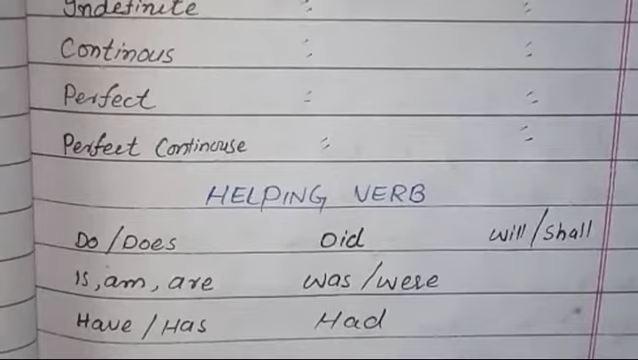 Indefinite " "
Continous " "
Perfect " "
Perfect Continouse " "
HELPING VERB
Do/Does Did will/shall
Is, am, are was/were
Have/Has Had